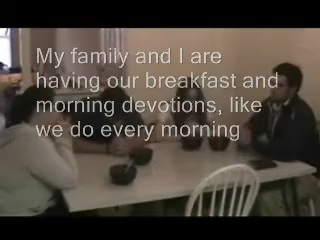 My family and I are
having our breakfast and
morning devotions, like
we do every morning